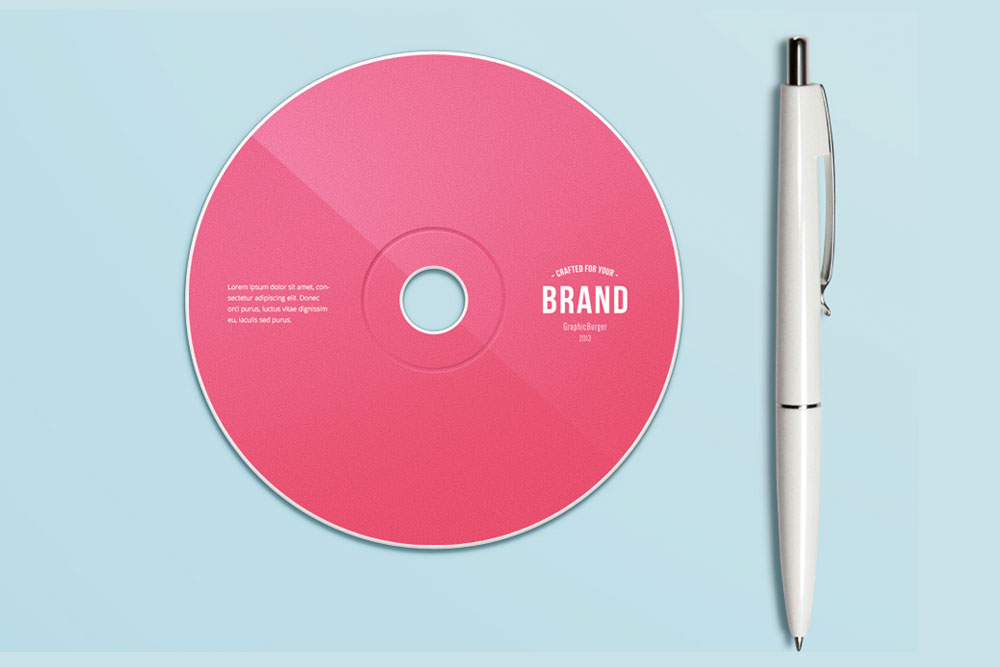 Lorem ipsum dolor sit amet, con-
sectetur adipiscing elit. Donec
orci purus, luctus vitae dignissim
eu, iaculis sed purus.
- CRAFTED FOR YOUR -
BRAND
GraphicBurger
2013